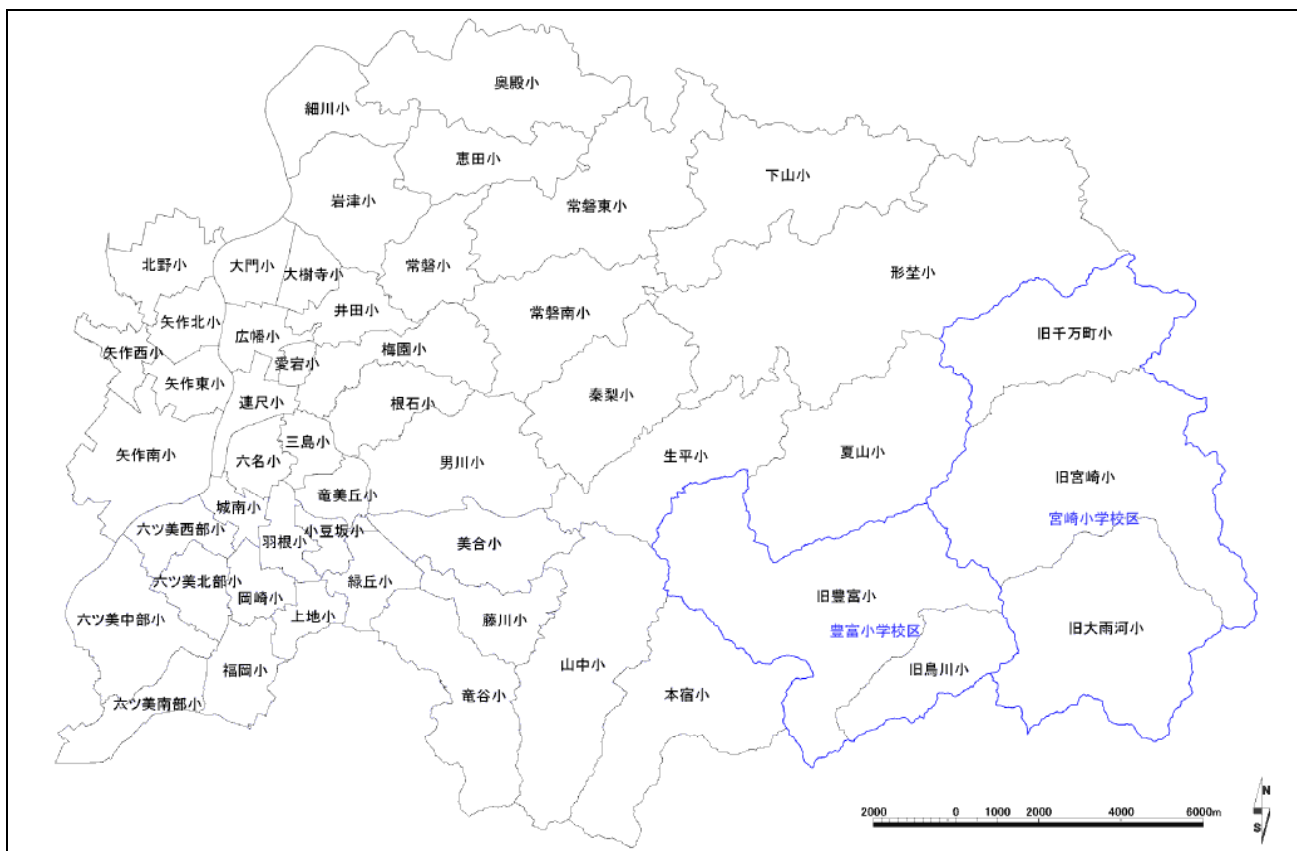 奥殿小
細川小
恵田小
下山小
岩津小
常磐東小
北野小
大門小
大樹寺小
常磐小
形埜小
井田小
常磐南小
矢作北小
広幡小
旧千万町小
矢作西小
愛宕小
梅園小
矢作東小
秦梨小
連尺小
根石小
三島小
矢作南小
六名小
男川小
生平小
夏山小
旧宮崎小
竜美丘小
城南小
宮崎小学校区
六ツ美西部小
羽根小
小豆坂小
美合小
六ツ美北部小
緑丘小
岡崎小
旧豊富小
六ツ美中部小
上地小
藤川小
豊富小学校区
旧大雨河小
福岡小
山中小
旧鳥川小
竜谷小
本宿小
六ツ美南部小
N
S
2000 0 1000 2000 4000 6000m